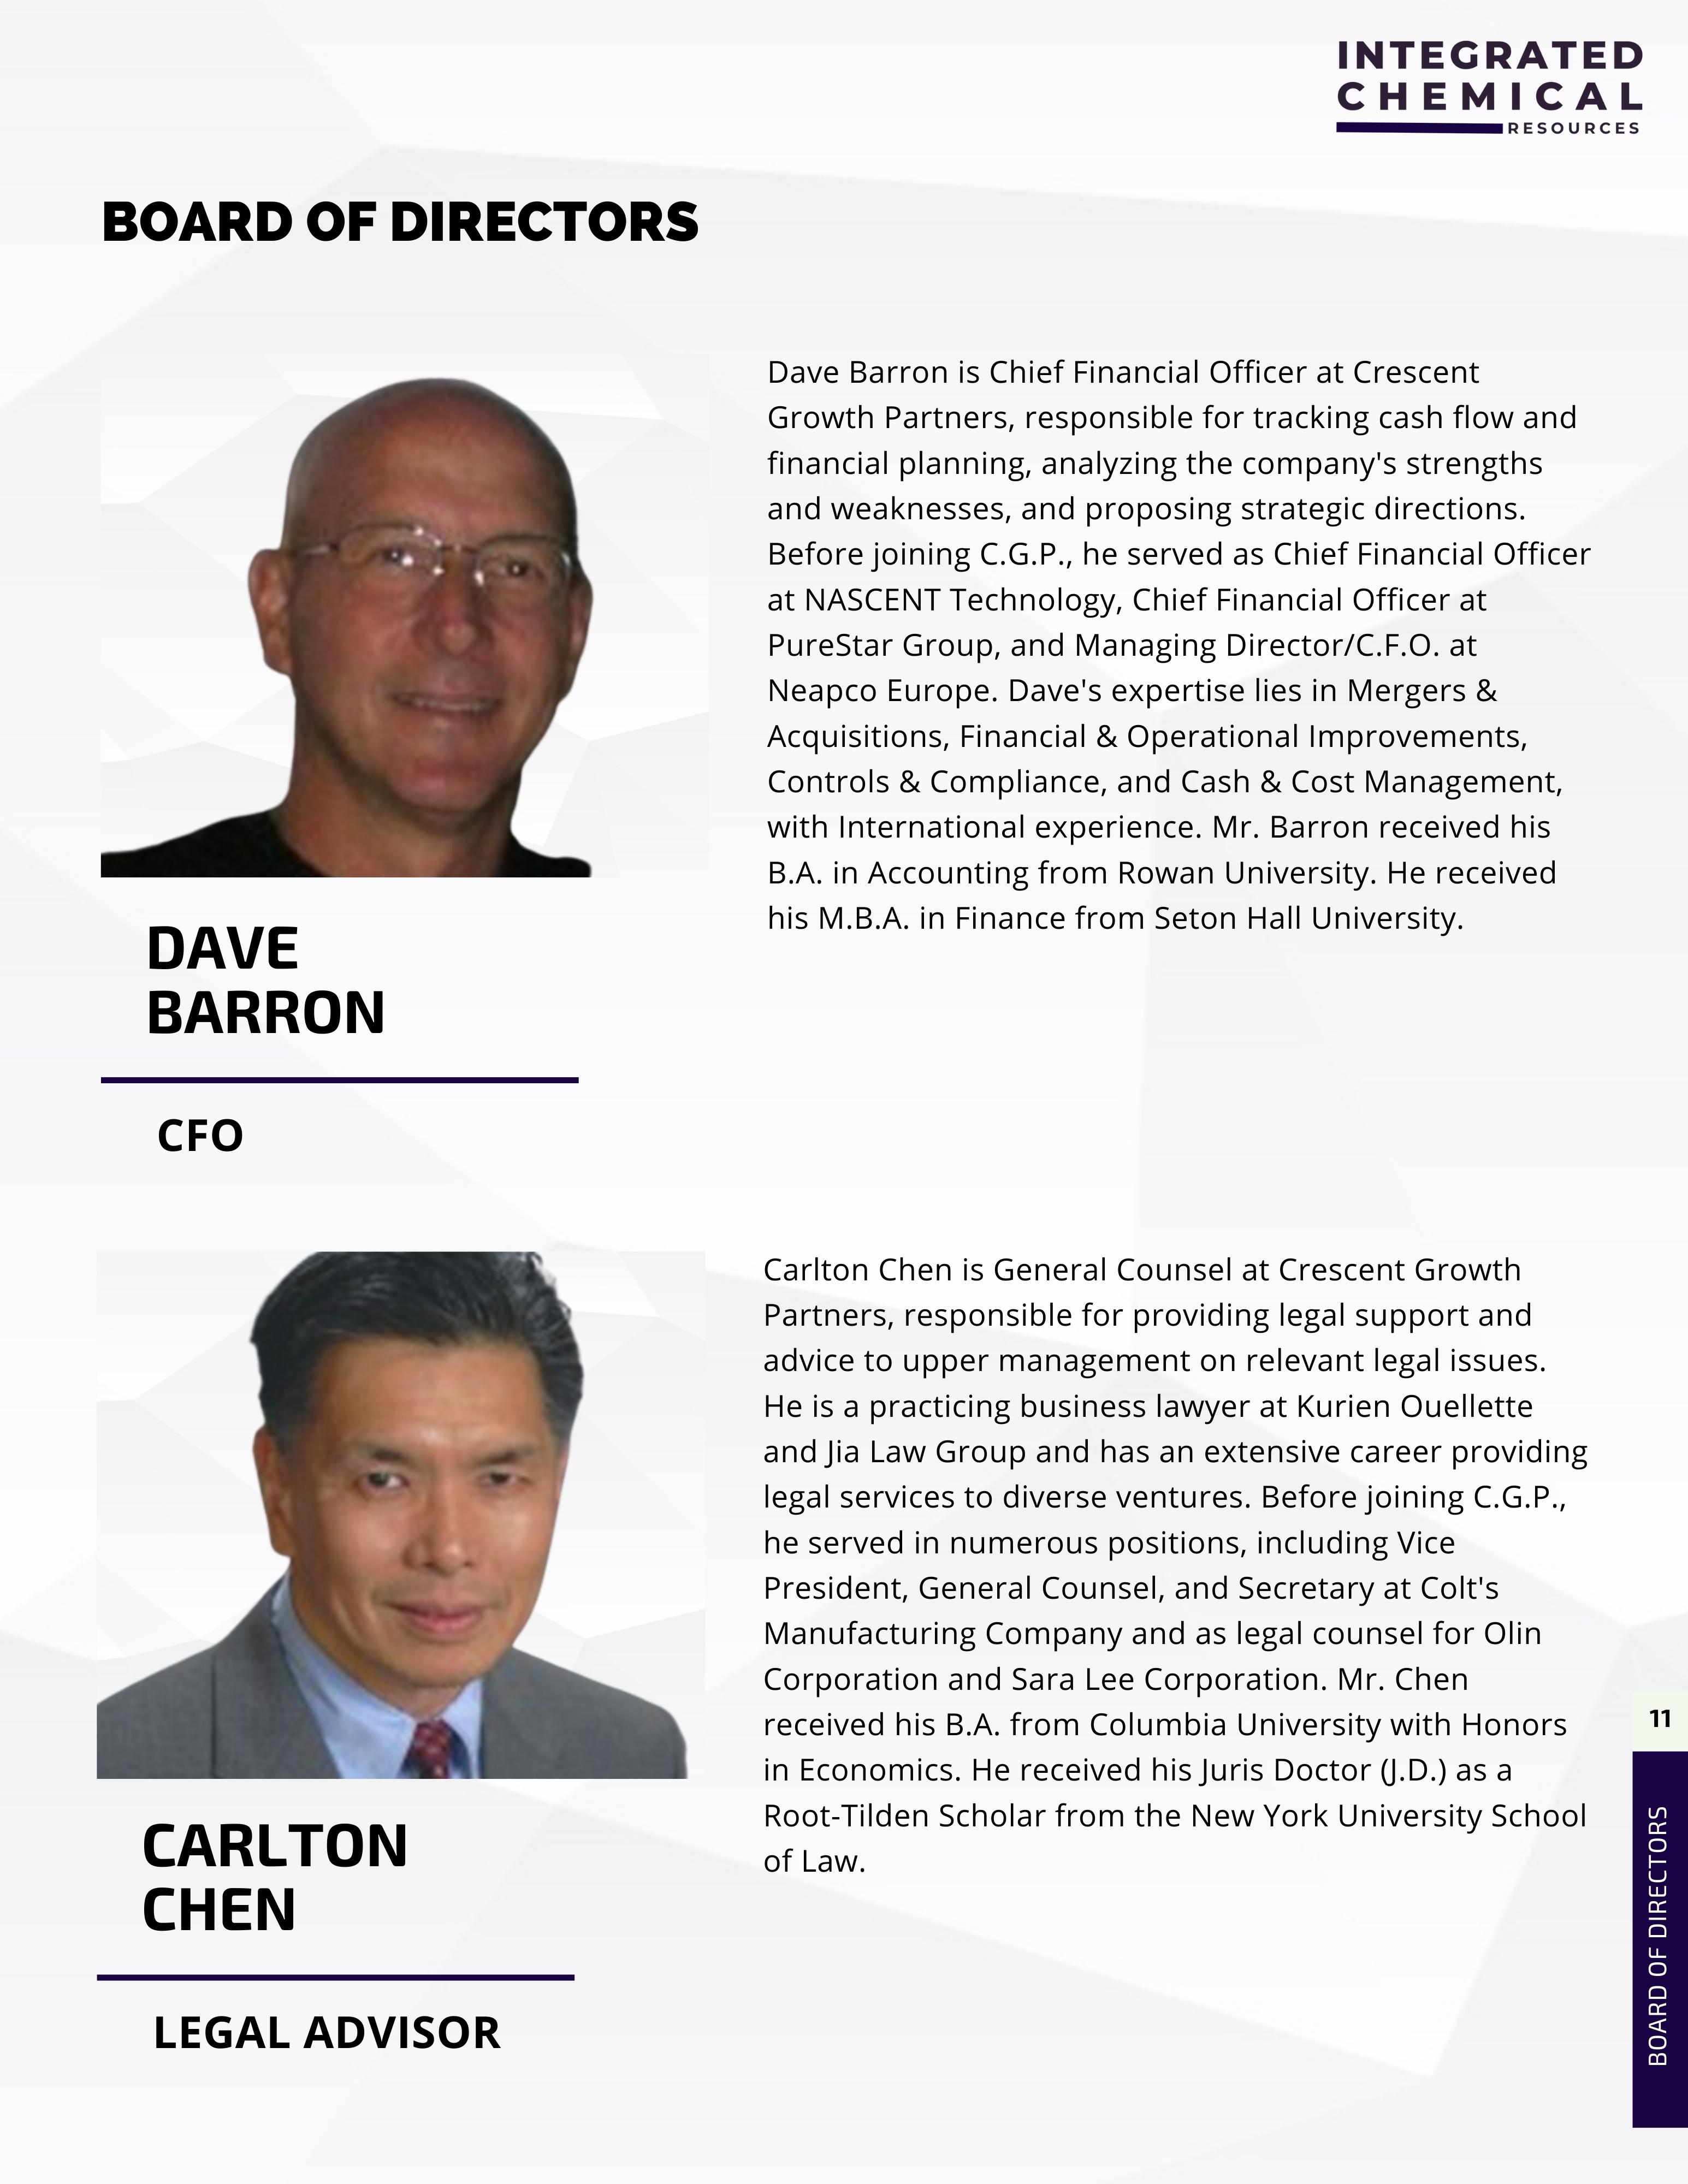 INTEGRATED
CHEMICAL
RESOURCES
BOARD OF DIRECTORS
Dave Barron is Chief Financial Officer at Crescent
Growth Partners, responsible for tracking cash flow and
financial planning, analyzing the company's strengths
and weaknesses, and proposing strategic directions.
Before joining C.G.P., he served as Chief Financial Officer
at NASCENT Technology, Chief Financial Officer at
PureStar Group, and Managing Director/C.F.O. at
Neapco Europe. Dave's expertise lies in Mergers &
Acquisitions, Financial & Operational Improvements,
Controls & Compliance, and Cash & Cost Management,
with International experience. Mr. Barron received his
B.A. in Accounting from Rowan University. He received
his M.B.A. in Finance from Seton Hall University.
DAVE
BARRON
CFO
Carlton Chen is General Counsel at Crescent Growth
Partners, responsible for providing legal support and
advice to upper management on relevant legal issues.
He is a practicing business lawyer at Kurien Ouellette
and Jia Law Group and has an extensive career providing
legal services to diverse ventures. Before joining C.G.P.,
he served in numerous positions, including Vice
President, General Counsel, and Secretary at Colt's
Manufacturing Company and as legal counsel for Olin
Corporation and Sara Lee Corporation. Mr. Chen
received his B.A. from Columbia University with Honors
in Economics. He received his Juris Doctor (J.D.) as a
Root-Tilden Scholar from the New York University School
of Law.
CARLTON
CHEN
LEGAL ADVISOR
11
BOARD OF DIRECTORS